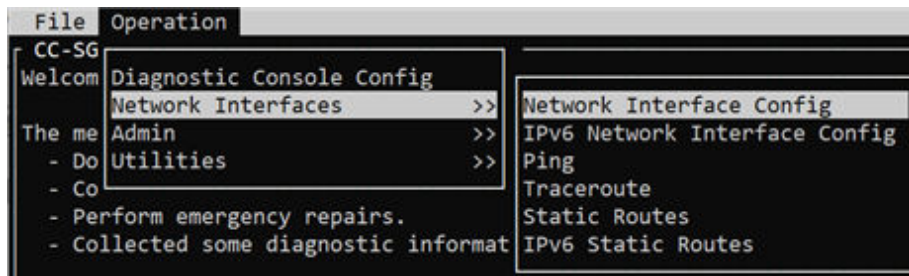 File Operation
CC-SG
Welcom Diagnostic Console Config
Network Interfaces >> Network Interface Config
The me Admin >> IPv6 Network Interface Config
- Do Utilities >> Ping
- Co Traceroute
- Perform emergency repairs. Static Routes
- Collected some diagnostic informat IPv6 Static Routes